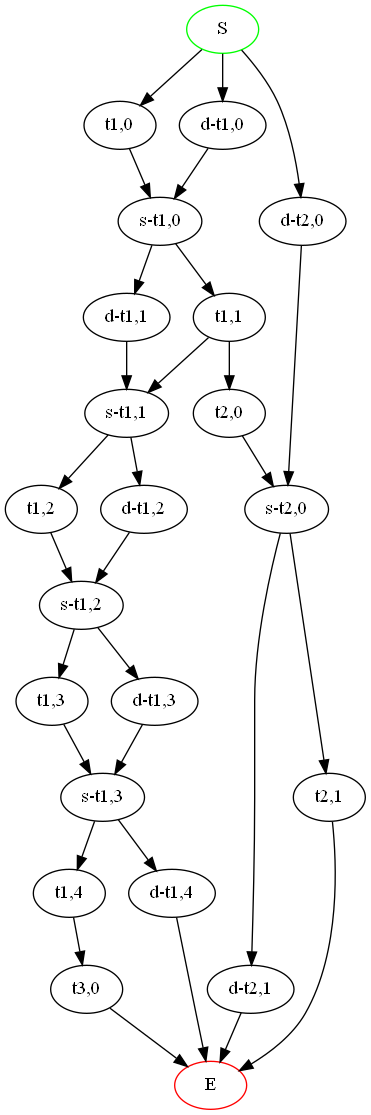 S
t1,0
d-t1,0
s-t1,0
d-t2,0
d-t1,1
t1,1
s-t1,1
t2,0
t1,2
d-t1,2
s-t2,0
s-t1,2
t1,3
d-t1,3
s-t1,3
t2,1
t1,4
d-t1,4
t3,0
d-t2,1
E